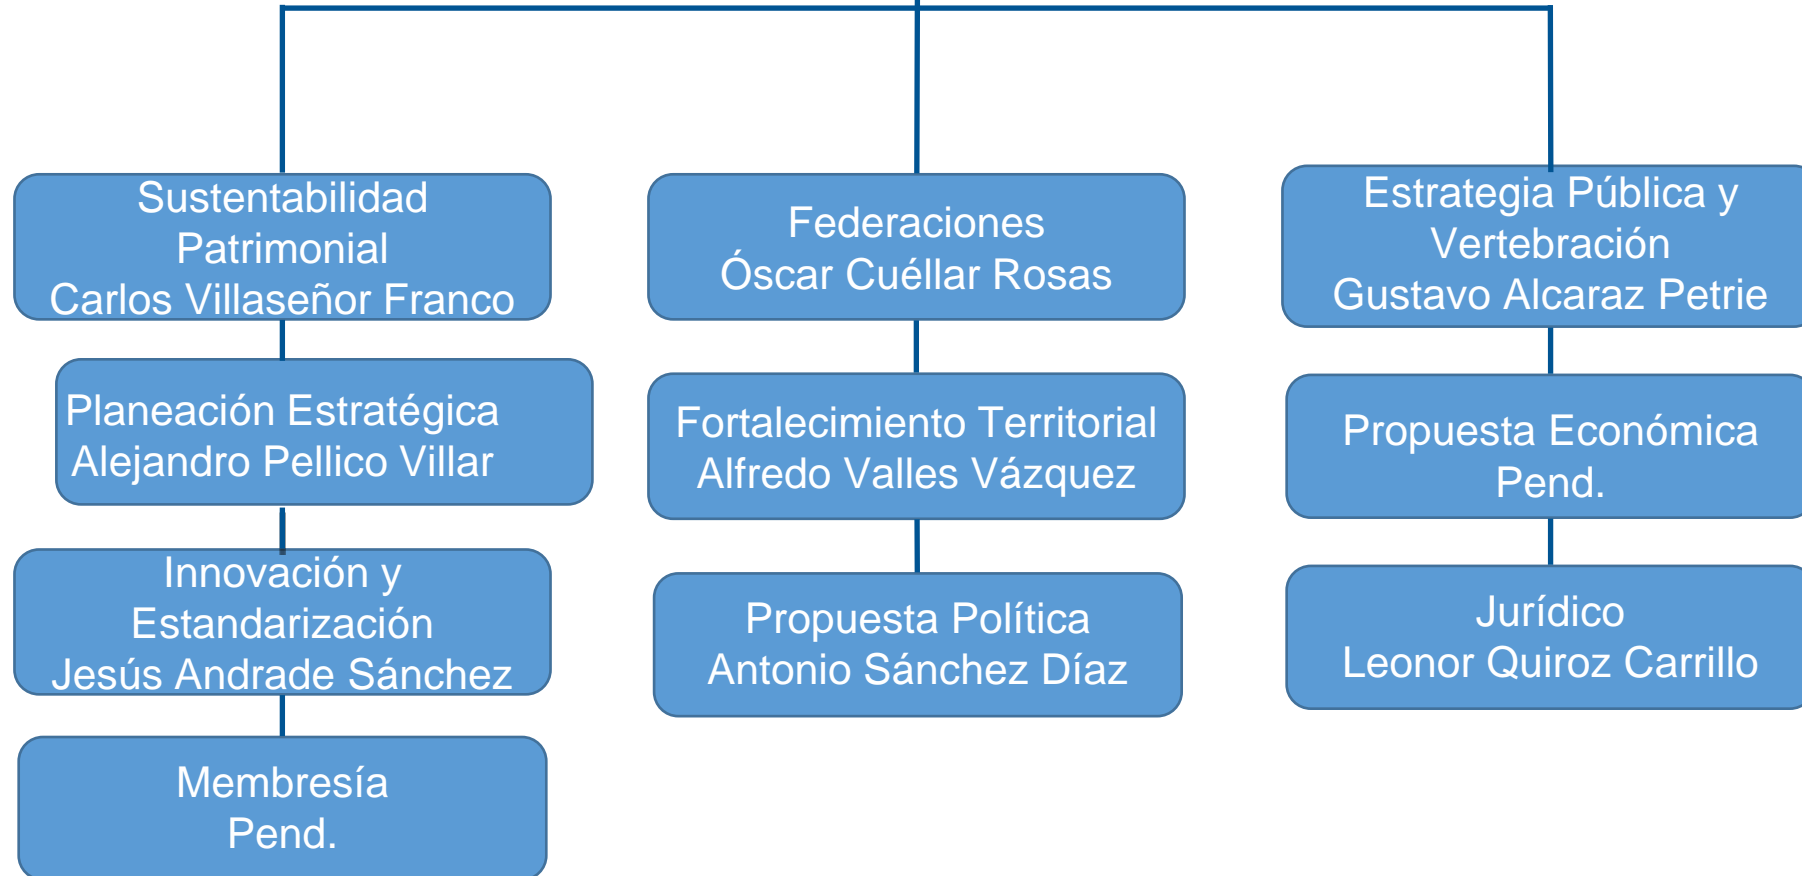 Sustentabilidad
Patrimonial
Carlos Villaseñor Franco
Planeación Estratégica
Alejandro Pellico Villar
Innovación y
Estandarización
Jesús Andrade Sánchez
Membresía
Pend.
Federaciones
Óscar Cuéllar Rosas
Fortalecimiento Territorial
Alfredo Valles Vázquez
Propuesta Política
Antonio Sánchez Díaz
Estrategia Pública y
Vertebración
Gustavo Alcaraz Petrie
Propuesta Económica
Pend.
Jurídico
Leonor Quiroz Carrillo